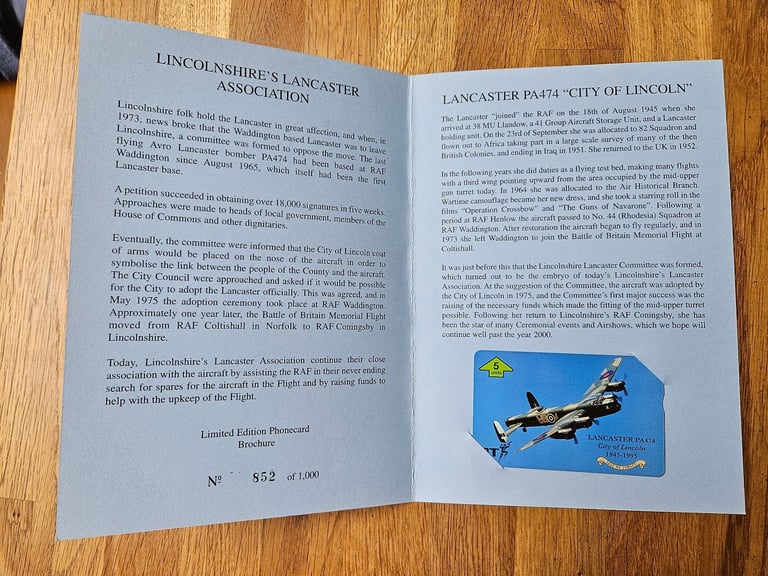 LINCOLNSHIRE'S LANCASTER
ASSOCIATION
Lincolnshire folk hold the Lancaster in great affection, and when, in
1973, news broke that the Waddington based Lancaster was to leave
Lincolnshire, a committee was formed to oppose the move. The last
flying Avro Lancaster bomber PA474 had been based at RAF
Waddington since August 1965, which itself had been the first
Lancaster base.
A petition succeeded in obtaining over 18,000 signatures in five weeks.
Approaches were made to heads of local government, members of the
House of Commons and other dignitaries.
Eventually, the committee were informed that the City of Lincoln coat
of arms would be placed on the nose of the aircraft in order to
symbolise the link between the people of the County and the aircraft.
The City Council were approached and asked if it would be possible
for the City to adopt the Lancaster officially. This was agreed, and in
May 1975 the adoption ceremony took place at RAF Waddington.
Approximately one year later, the Battle of Britain Memorial Flight
moved from RAF Coltishall in Norfolk to RAF Coningsby in
Lincolnshire.
Today, Lincolnshire's Lancaster Association continue their close
association with the aircraft by assisting the RAF in their never ending
search for spares for the aircraft in the Flight and by raising funds to
help with the upkeep of the Flight.
Limited Edition Phonecard
Brochure
Nº 852 of 1,000
LANCASTER PA474 "CITY OF LINCOLN"
The Lancaster "joined" the RAF on the 18th of August 1945 when she
arrived at 38 MU Llandow, a 41 Group Aircraft Storage Unit, and a Lancaster
holding unit. On the 23rd of September she was allocated to 82 Squadron and
flown out to Africa taking part in a large scale survey of many of the then
British Colonies, and ending in Iraq in 1951. She returned to the UK in 1952.
In the following years she did duties as a flying test bed, making many flights
with a third wing pointing upward from the area occupied by the mid-upper
gun turret today. In 1964 she was allocated to the Air Historical Branch.
Wartime camouflage became her new dress, and she took a starring roll in the
films "Operation Crossbow" and "The Guns of Navarone". Following a
period at RAF Henlow the aircraft passed to No. 44 (Rhodesia) Squadron at
RAF Waddington. After restoration the aircraft began to fly regularly, and in
1973 she left Waddington to join the Battle of Britain Memorial Flight at
Coltishall.
It was just before this that the Lincolnshire Lancaster Committee was formed,
which turned out to be the embryo of today's Lincolnshire's Lancaster
Association. At the suggestion of the Committee, the aircraft was adopted by
the City of Lincoln in 1975, and the Committee's first major success was the
raising of the necessary funds which made the fitting of the mid-upper turret
possible. Following her return to Lincolnshire's RAF Coningsby, she has
been the star of many Ceremonial events and Airshows, which we hope will
continue well past the year 2000.
5
units
LANCASTER PA474
City of Lincoln
1945-1995